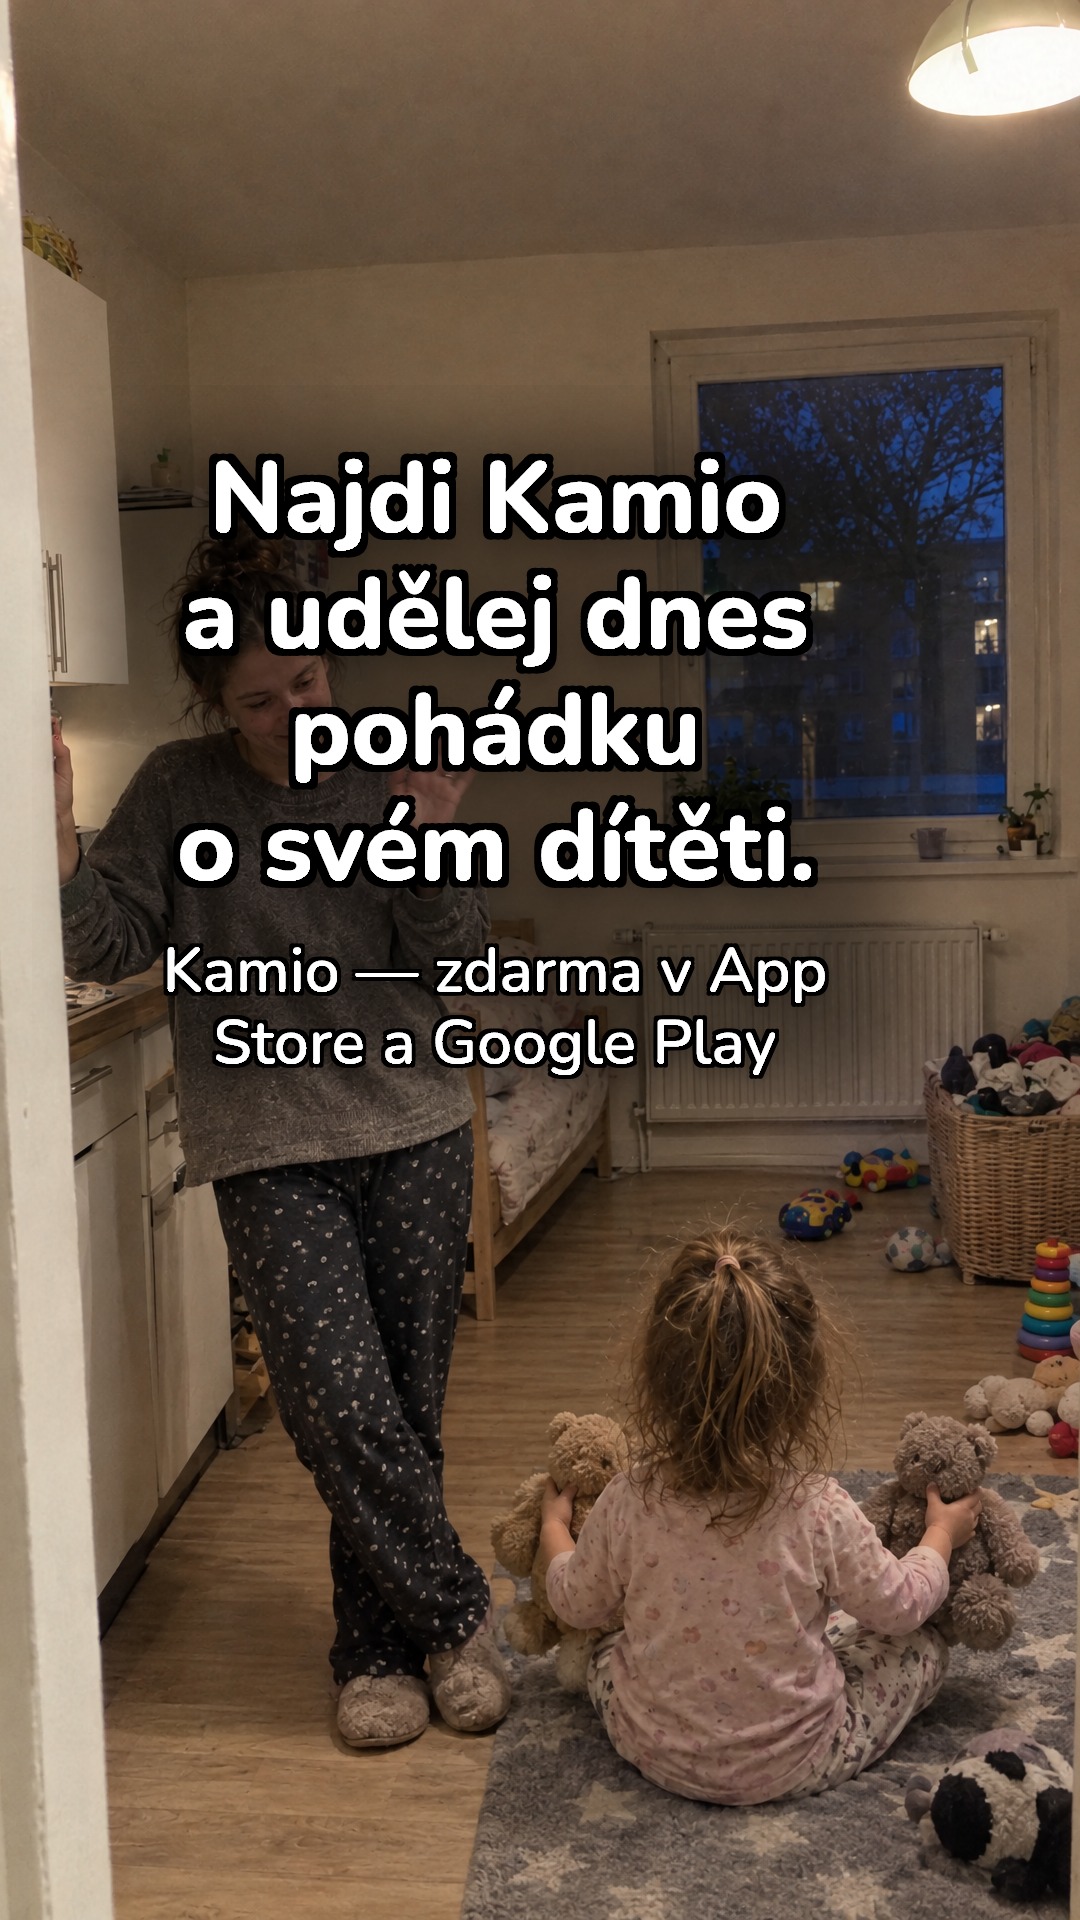 Najdi Kamio
a udělej dnes
pohádku
o svém dítěti.
Kamio — zdarma v App
Store a Google Play